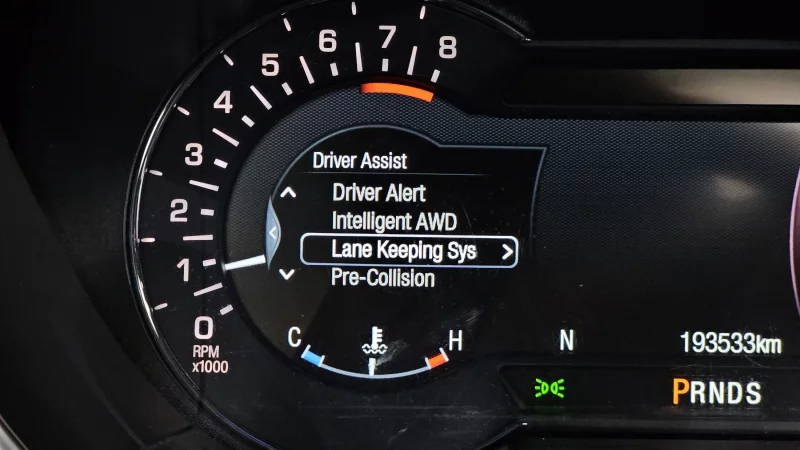 8
7
6
5
4
3
2
1
0
RPM
x1000
Driver Assist
Driver Alert
Intelligent AWD
Lane Keeping Sys
Pre-Collision
C H
N 193533km
PRNDS